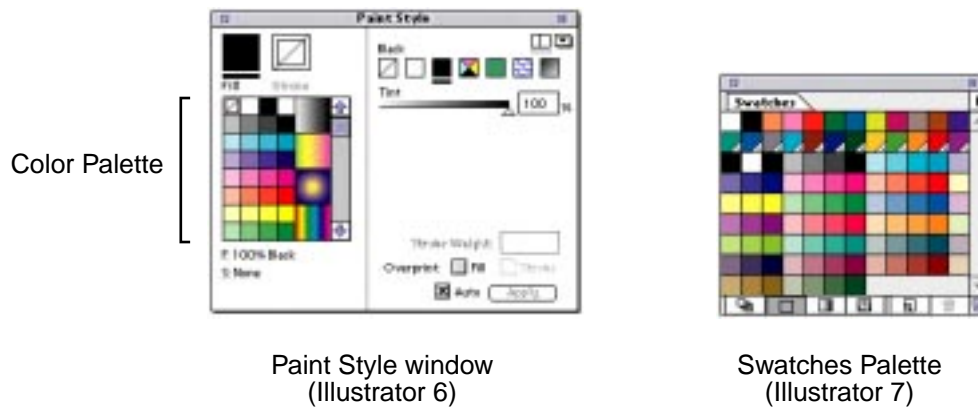 Paint Style
Black
Fill
Stroke
Tint
100 %
Swatches
Color Palette
Stroke Weight:
F: 100% Black
Overprint: Fill Stroke
S: None
Auto Apply
Paint Style window
(Illustrator 6)
Swatches Palette
(Illustrator 7)